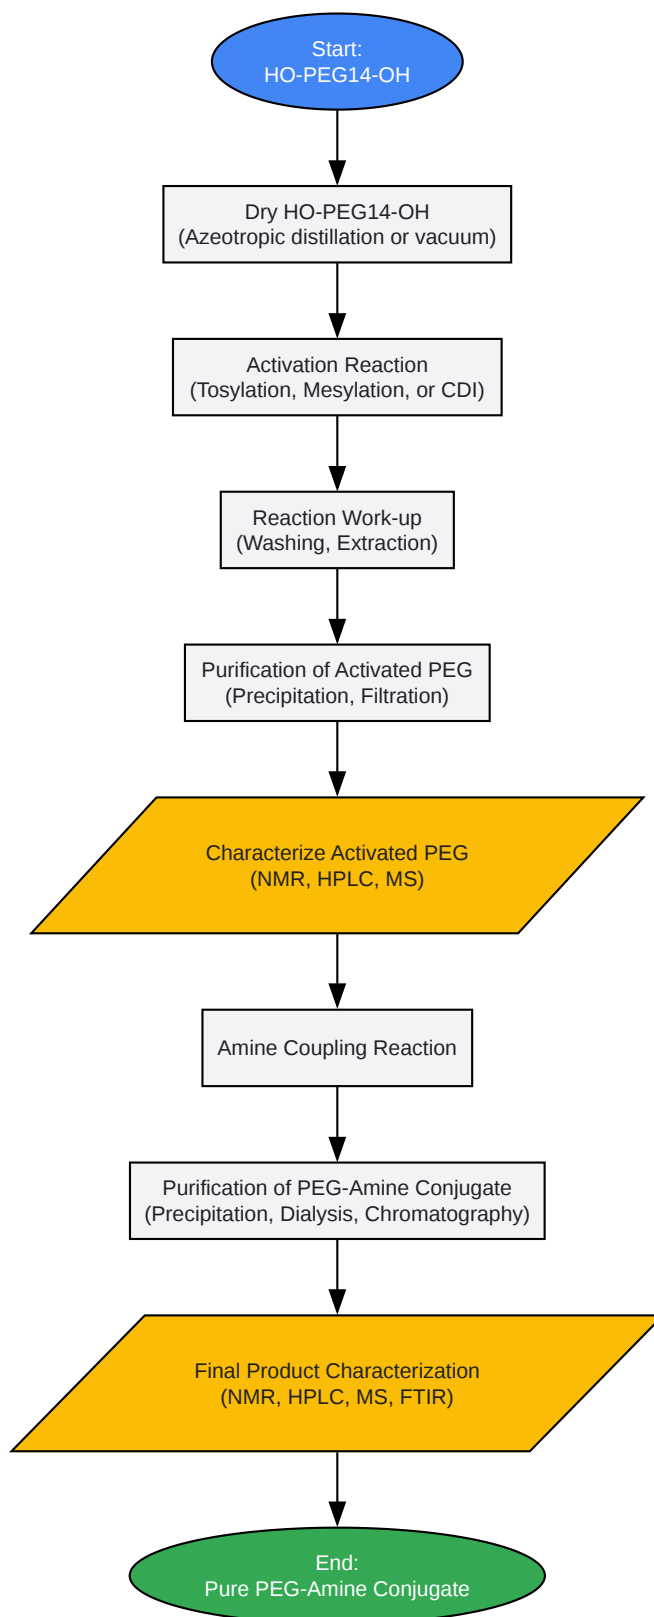 Start:
HO-PEG14-OH
Dry HO-PEG14-OH
(Azeotropic distillation or vacuum)
Activation Reaction
(Tosylation, Mesylation, or CDI)
Reaction Work-up
(Washing, Extraction)
Purification of Activated PEG
(Precipitation, Filtration)
Characterize Activated PEG
(NMR, HPLC, MS)
Amine Coupling Reaction
Purification of PEG-Amine Conjugate
(Precipitation, Dialysis, Chromatography)
Final Product Characterization
(NMR, HPLC, MS, FTIR)
End:
Pure PEG-Amine Conjugate